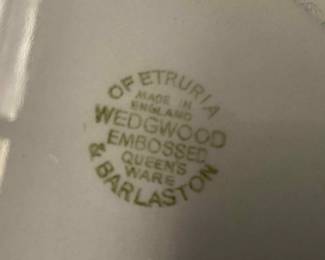 OF ETRURIA
MADE IN
ENGLAND
WEDGWOOD
EMBOSSED
QUEEN'S
WARE
& BARLASTON